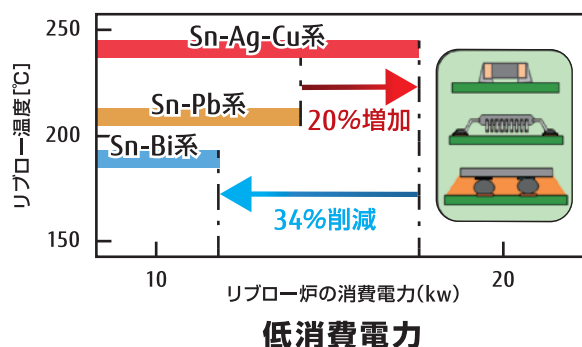 250
200
150
リブロー温度[℃]
Sn-Ag-Cu系
Sn-Pb系
20%増加
Sn-Bi系
34%削減
10
20
リブロー炉の消費電力(kw)
低消費電力